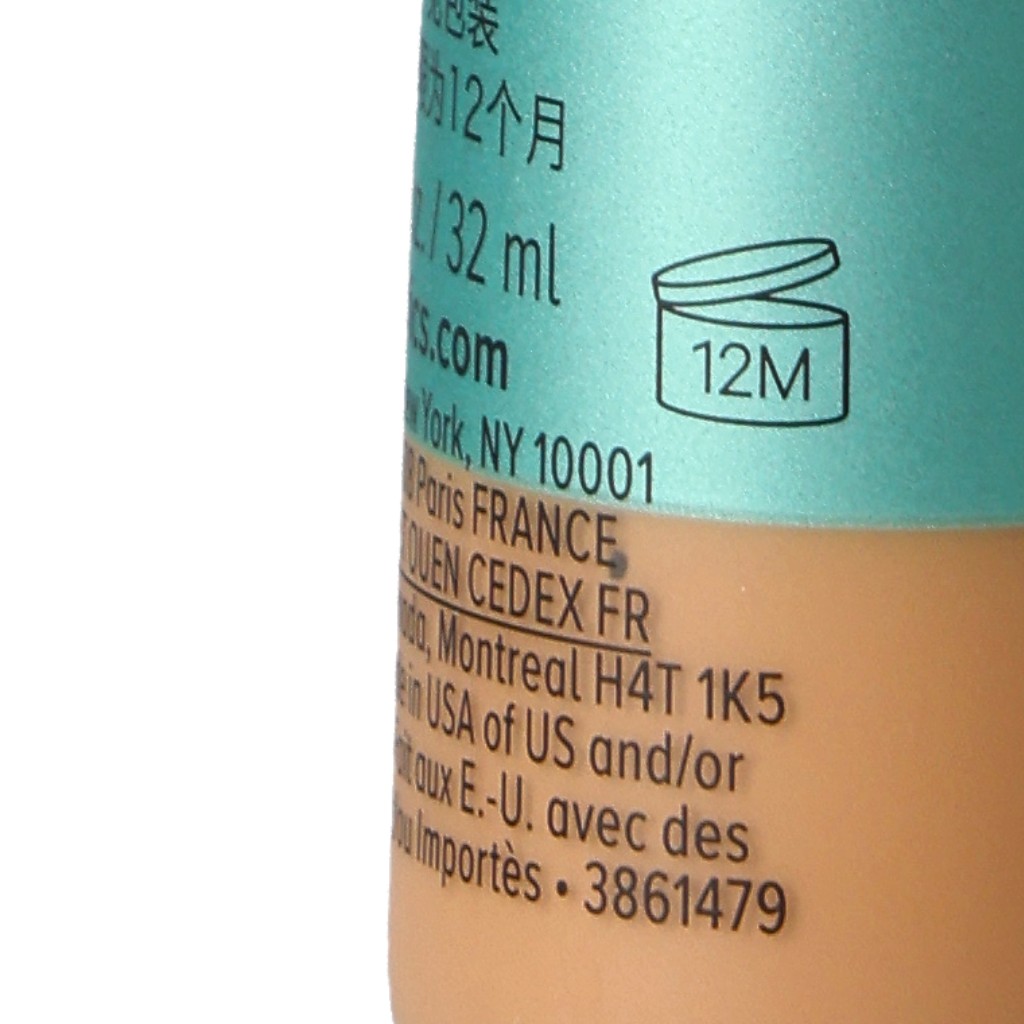 包装
为12个月
/ 32 ml
cs.com
York, NY 10001
12M
Paris FRANCE
OUEN CEDEX FR
Montreal H4T 1K5
in USA of US and/or
aux E.-U. avec des
ou Importès • 3861479